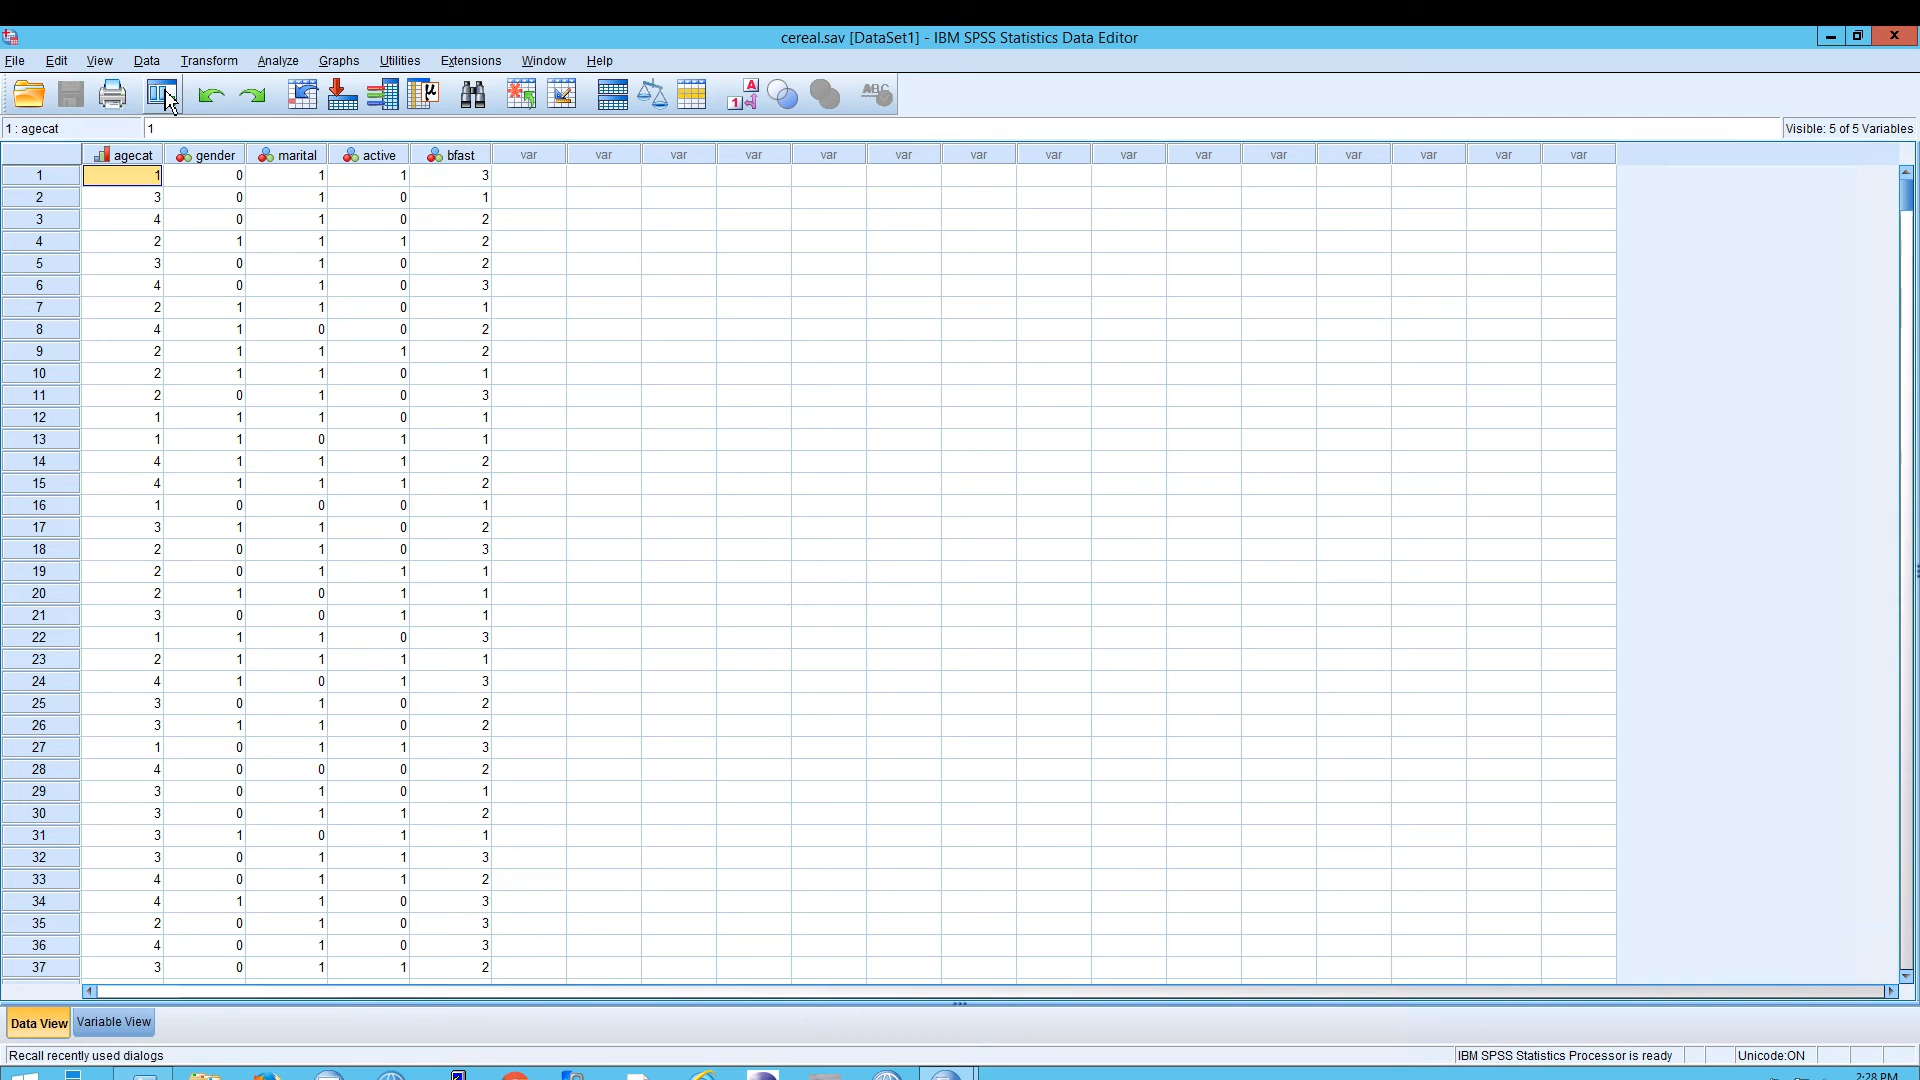 cereal.sav [DataSet1] - IBM SPSS Statistics Data Editor
File Edit View Data Transform Analyze Graphs Utilities Extensions Window Help
1 : agecat 1 Visible: 5 of 5 Variables
agecat gender marital active bfast var var var var var var var var var var var var var var var
1 1 0 1 1 3
2 3 0 1 0 1
3 4 0 1 0 2
4 2 1 1 1 2
5 3 0 1 0 2
6 4 0 1 0 3
7 2 1 1 0 1
8 4 1 0 0 2
9 2 1 1 1 2
10 2 1 1 0 1
11 2 0 1 0 3
12 1 1 1 0 1
13 1 1 0 1 1
14 4 1 1 1 2
15 4 1 1 1 2
16 1 0 0 0 1
17 3 1 1 0 2
18 2 0 1 0 3
19 2 0 1 1 1
20 2 1 0 1 1
21 3 0 0 1 1
22 1 1 1 0 3
23 2 1 1 1 1
24 4 1 0 1 3
25 3 0 1 0 2
26 3 1 1 0 2
27 1 0 1 1 3
28 4 0 0 0 2
29 3 0 1 0 1
30 3 0 1 1 2
31 3 1 0 1 1
32 3 0 1 1 3
33 4 0 1 1 2
34 4 1 1 0 3
35 2 0 1 0 3
36 4 0 1 0 3
37 3 0 1 1 2
Data View Variable View
Recall recently used dialogs IBM SPSS Statistics Processor is ready Unicode:ON
2:28 PM